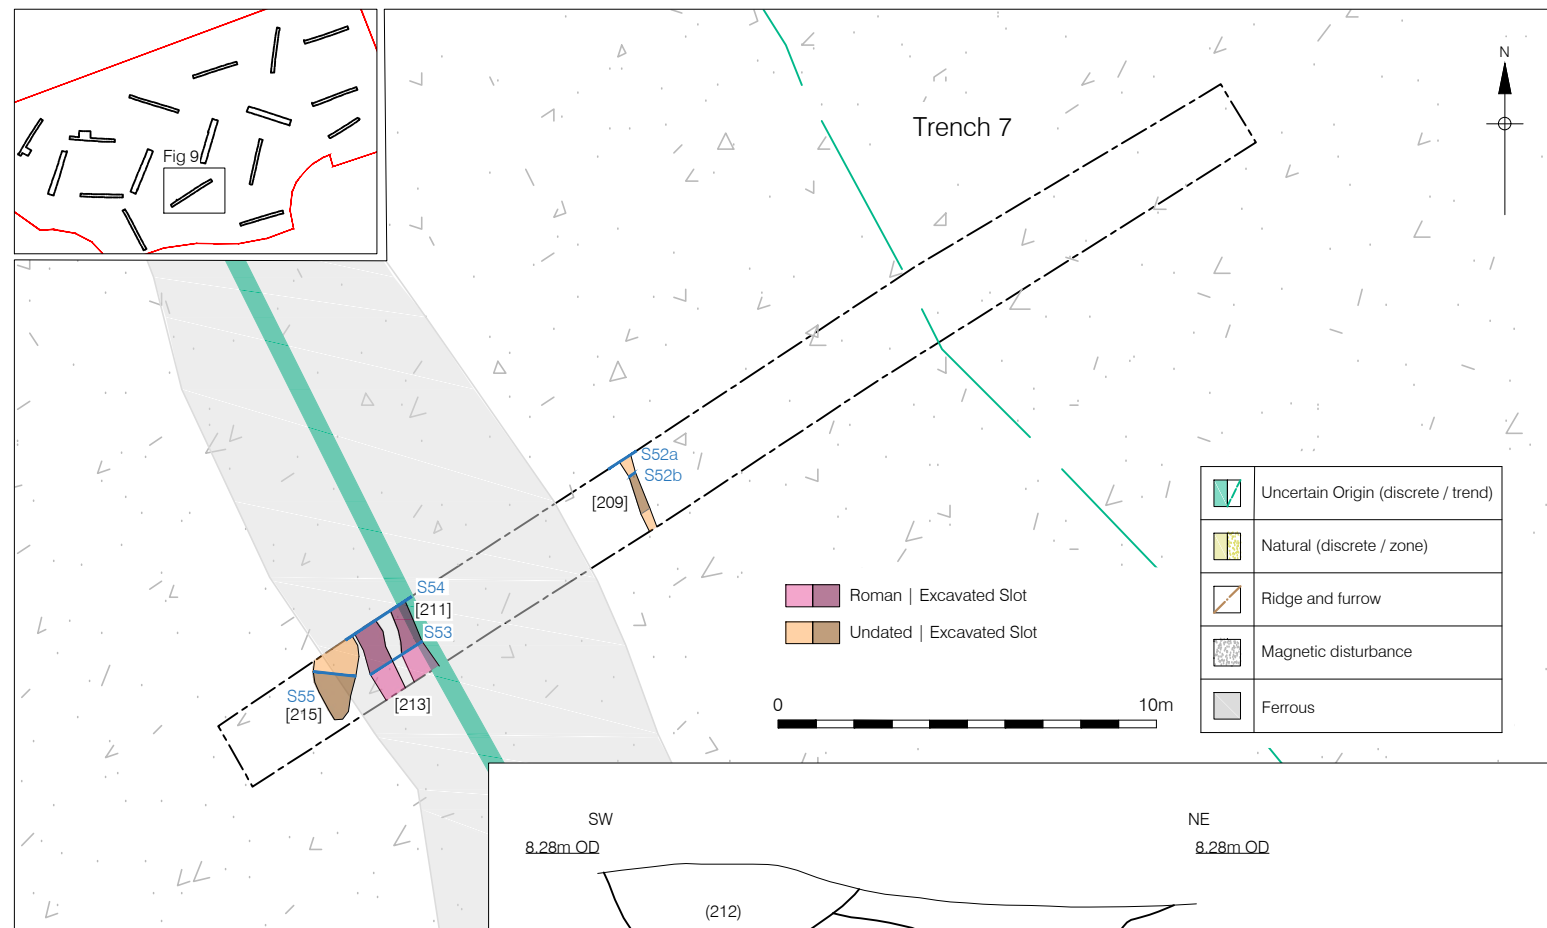 Fig 9
Trench 7
N
S52a
S52b
[209]
S54
[211]
S53
S55
[215]
[213]
Roman | Excavated Slot
Undated | Excavated Slot
0
10m
Uncertain Origin (discrete / trend)
Natural (discrete / zone)
Ridge and furrow
Magnetic disturbance
Ferrous
SW
NE
8.28m OD
8.28m OD
(212)